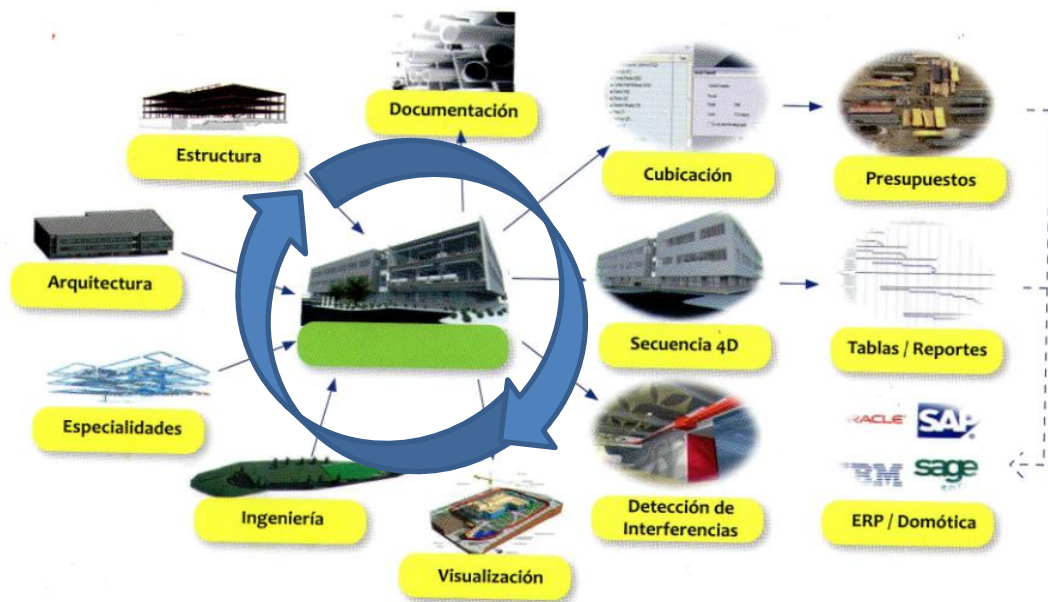 Documentación
Estructura
Cubicación
Presupuestos
Arquitectura
Secuencia 4D
Tablas / Reportes
Especialidades
RACLE
SAP
IBM
sage
Ingeniería
Detección de
Interferencias
ERP / Domótica
Visualización